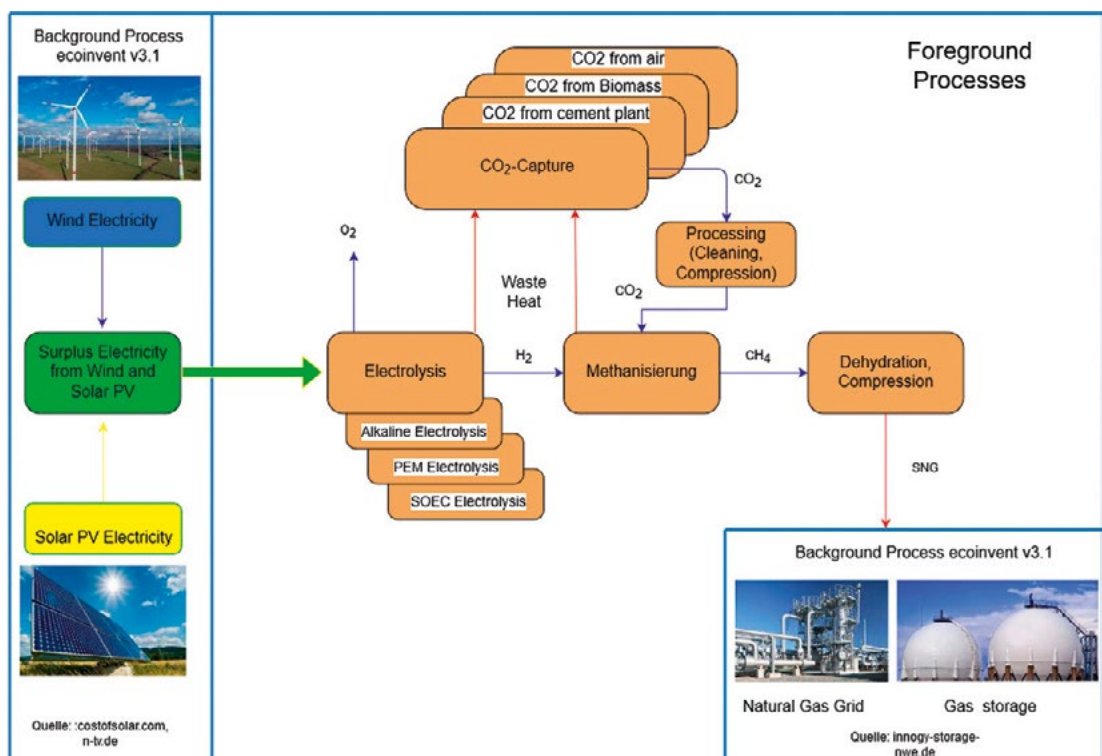 Background Process
ecoinvent v3.1
Wind Electricity
Surplus Electricity
from Wind and
Solar PV
Solar PV Electricity
Quelle: :costofsolar.com,
n-tv.de
Foreground
Processes
CO2 from air
CO2 from Biomass
CO2 from cement plant
CO₂-Capture
CO₂
Processing
(Cleaning,
Compression)
CO₂
O₂
Waste
Heat
Electrolysis
H₂
Methanisierung
CH₄
Dehydration,
Compression
Alkaline Electrolysis
PEM Electrolysis
SOEC Electrolysis
SNG
Background Process ecoinvent v3.1
Natural Gas Grid
Gas storage
Quelle: innogy-storage-
nwe.de